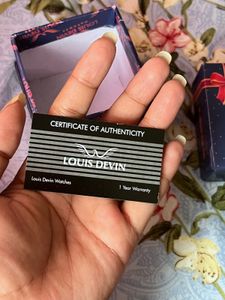 CERTIFICATE OF AUTHENTICITY
LOUIS DEVIN
Louis Devin Watches
1 Year Warranty